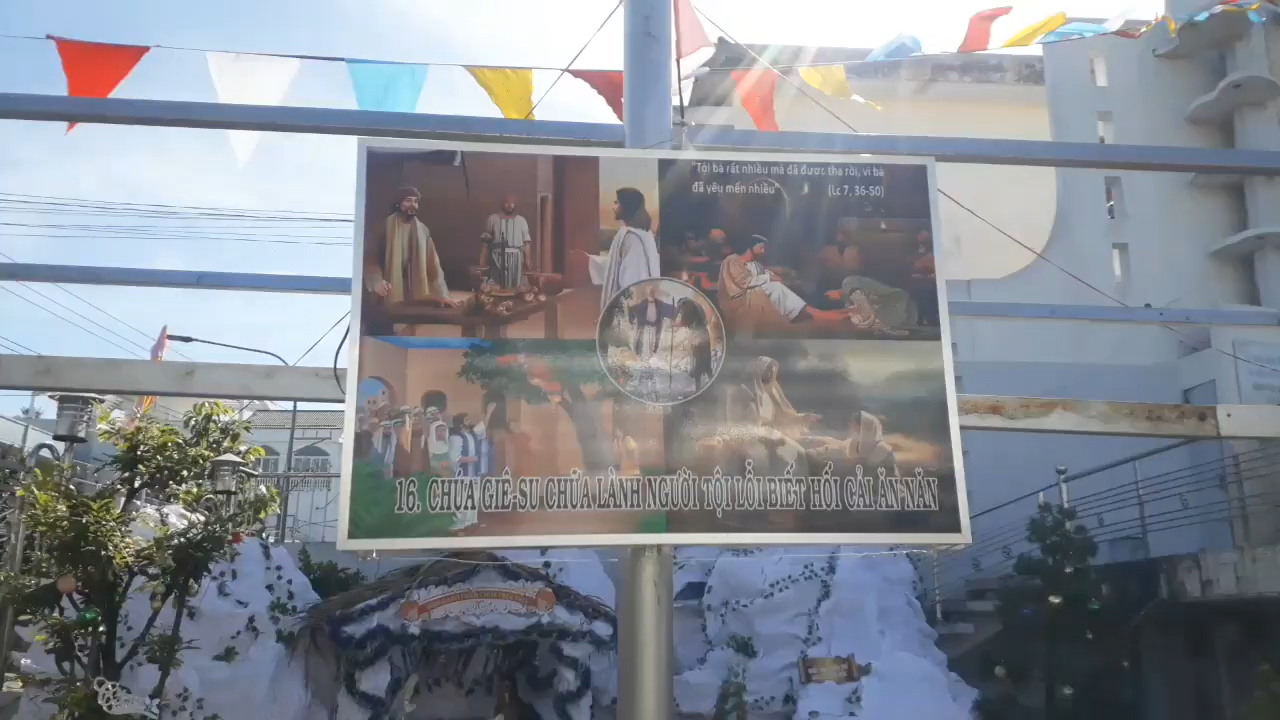 "Tội bà rất nhiều mà đã được tha rồi, vì bà
đã yêu mến nhiều" (Lc 7, 36-50)
16. CHÚA GIÊ-SU CHỮA LÀNH NGƯỜI TỘI LỖI BIẾT HỐI CẢI ĂN NĂN